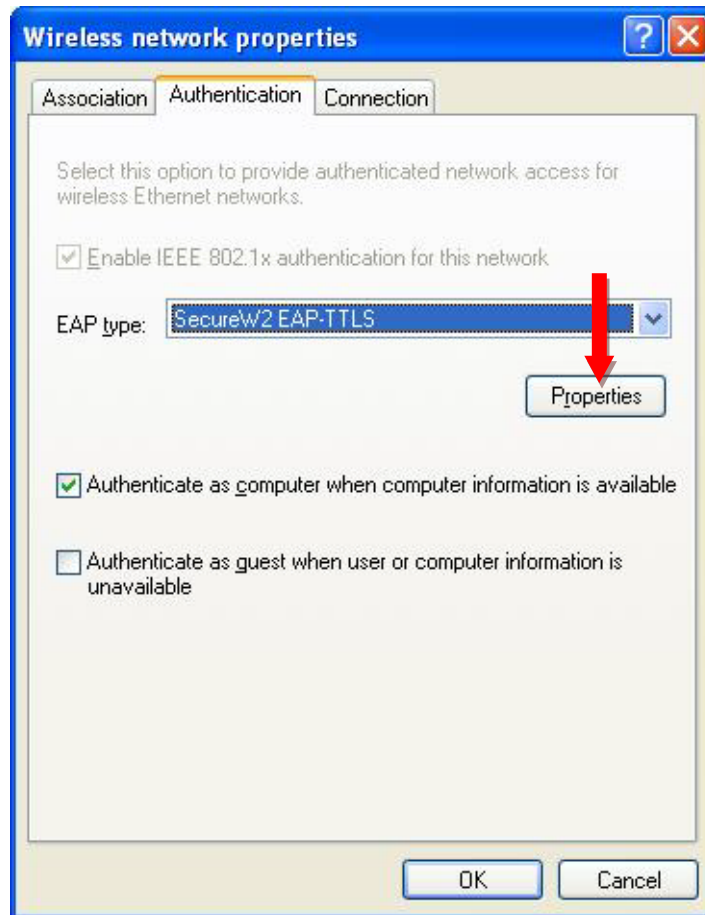 Wireless network properties
?
Association Authentication Connection
Select this option to provide authenticated network access for
wireless Ethernet networks.
Enable IEEE 802.1x authentication for this network
EAP type: SecureW2 EAP-TTLS
Properties
Authenticate as computer when computer information is available
Authenticate as guest when user or computer information is
unavailable
OK Cancel